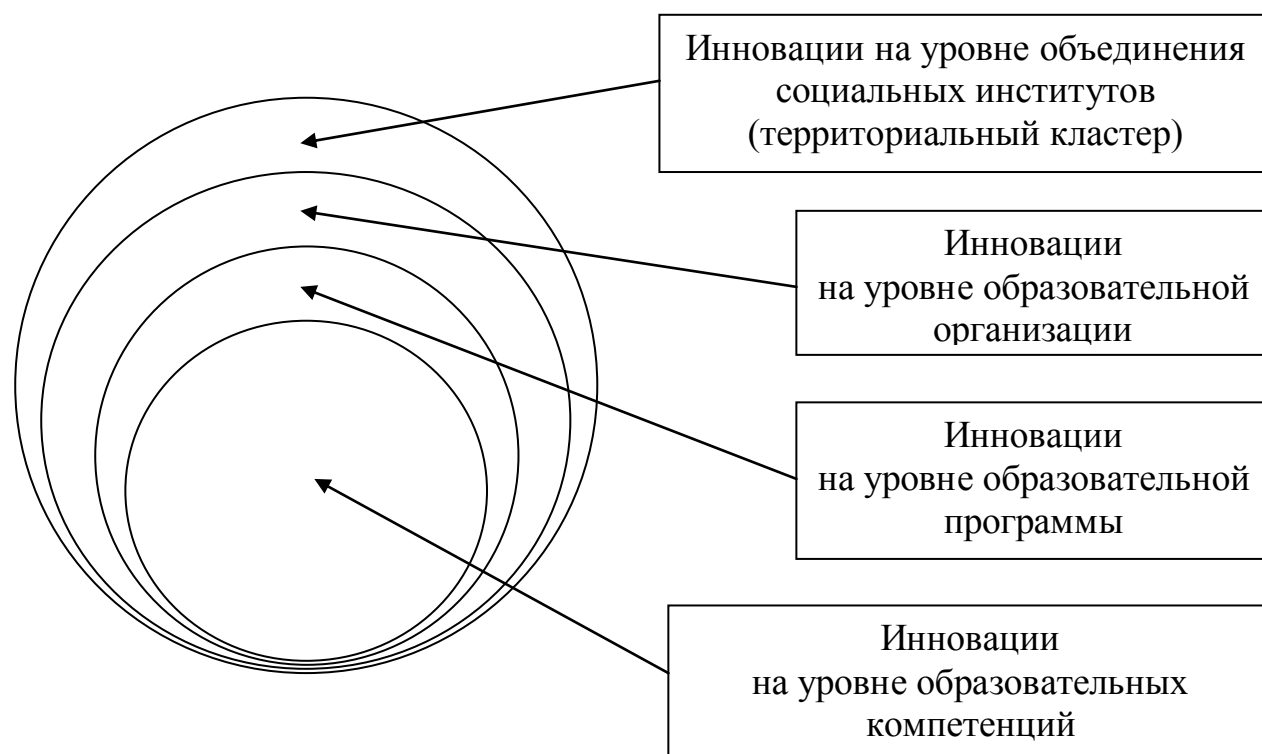 Инновации на уровне объединения
социальных институтов
(территориальный кластер)
Инновации
на уровне образовательной
организации
Инновации
на уровне образовательной
программы
Инновации
на уровне образовательных
компетенций